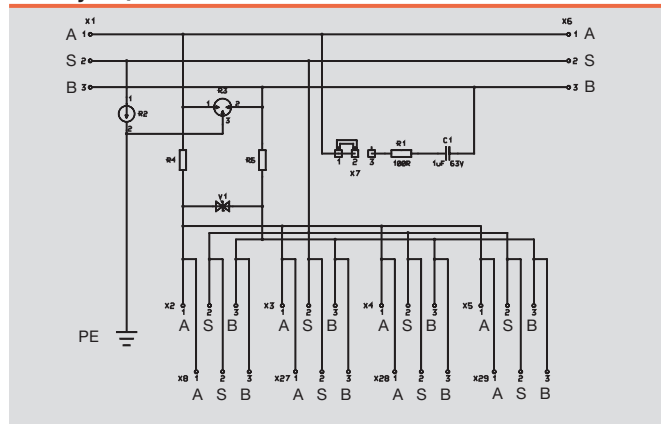 X1 X6
A 1 1 A
S 2 2 S
B 3 3 B
R3
1 2
1 R2 3
2
R4 R5 R1 C1
1 2 3 100R 1uF 63V
X7
V1
X2 1 2 3 X3 1 2 3 X4 1 2 3 X5 1 2 3
A S B A S B A S B A S B
PE
X8 1 2 3 X27 1 2 3 X28 1 2 3 X29 1 2 3
A S B A S B A S B A S B